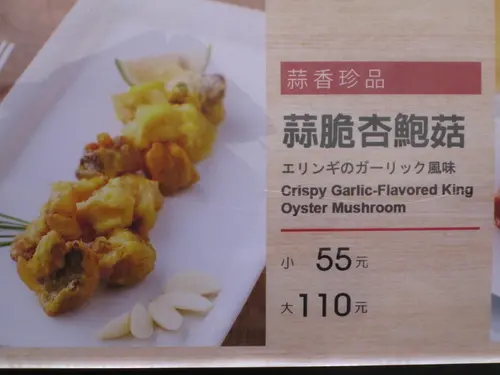 蒜香珍品
蒜脆杏鮑菇
エリンギのガーリック風味
Crispy Garlic-Flavored King
Oyster Mushroom
小 55元
大 110元